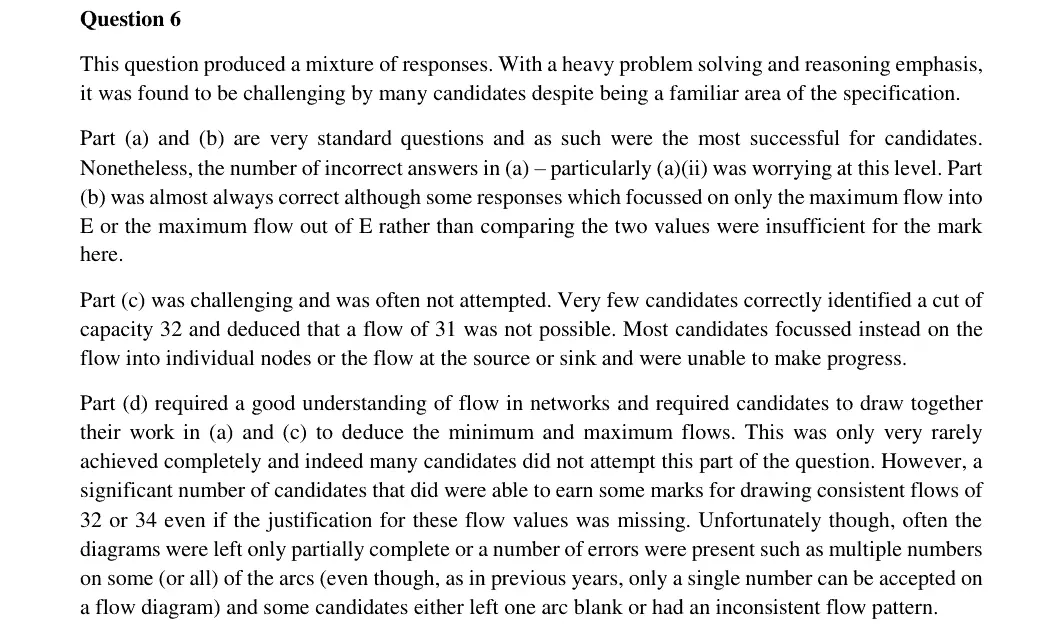 Question 6
This question produced a mixture of responses. With a heavy problem solving and reasoning emphasis,
it was found to be challenging by many candidates despite being a familiar area of the specification.
Part (a) and (b) are very standard questions and as such were the most successful for candidates.
Nonetheless, the number of incorrect answers in (a) – particularly (a)(ii) was worrying at this level. Part
(b) was almost always correct although some responses which focussed on only the maximum flow into
E or the maximum flow out of E rather than comparing the two values were insufficient for the mark
here.
Part (c) was challenging and was often not attempted. Very few candidates correctly identified a cut of
capacity 32 and deduced that a flow of 31 was not possible. Most candidates focussed instead on the
flow into individual nodes or the flow at the source or sink and were unable to make progress.
Part (d) required a good understanding of flow in networks and required candidates to draw together
their work in (a) and (c) to deduce the minimum and maximum flows. This was only very rarely
achieved completely and indeed many candidates did not attempt this part of the question. However, a
significant number of candidates that did were able to earn some marks for drawing consistent flows of
32 or 34 even if the justification for these flow values was missing. Unfortunately though, often the
diagrams were left only partially complete or a number of errors were present such as multiple numbers
on some (or all) of the arcs (even though, as in previous years, only a single number can be accepted on
a flow diagram) and some candidates either left one arc blank or had an inconsistent flow pattern.